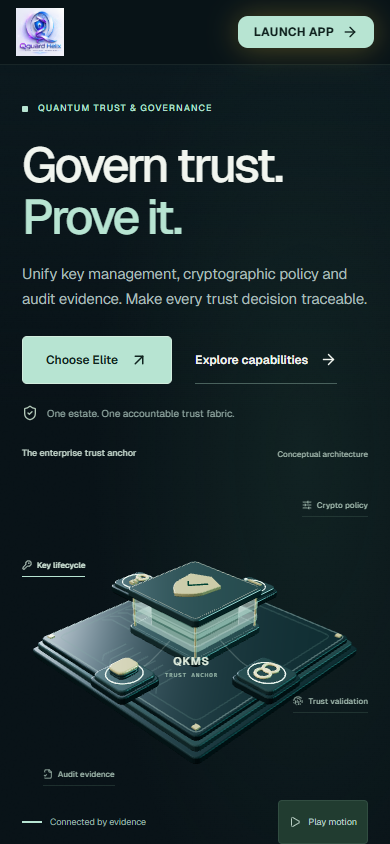 Qguard Helix
LAUNCH APP
QUANTUM TRUST & GOVERNANCE
Govern trust.
Prove it.
Unify key management, cryptographic policy and
audit evidence. Make every trust decision traceable.
Choose Elite
Explore capabilities
One estate. One accountable trust fabric.
The enterprise trust anchor
Conceptual architecture
Crypto policy
Key lifecycle
QKMS
TRUST ANCHOR
Trust validation
Audit evidence
Connected by evidence
Play motion